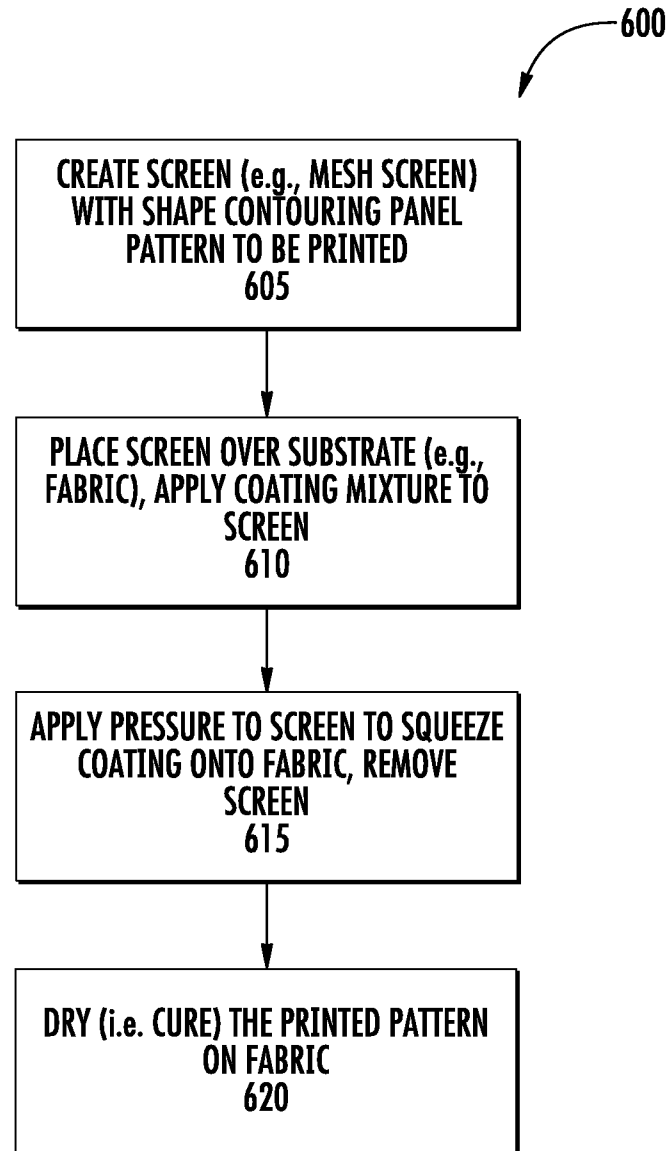 600
CREATE SCREEN (e.g., MESH SCREEN)
WITH SHAPE CONTOURING PANEL
PATTERN TO BE PRINTED
605
PLACE SCREEN OVER SUBSTRATE (e.g.,
FABRIC), APPLY COATING MIXTURE TO
SCREEN
610
APPLY PRESSURE TO SCREEN TO SQUEEZE
COATING ONTO FABRIC, REMOVE
SCREEN
615
DRY (i.e. CURE) THE PRINTED PATTERN
ON FABRIC
620